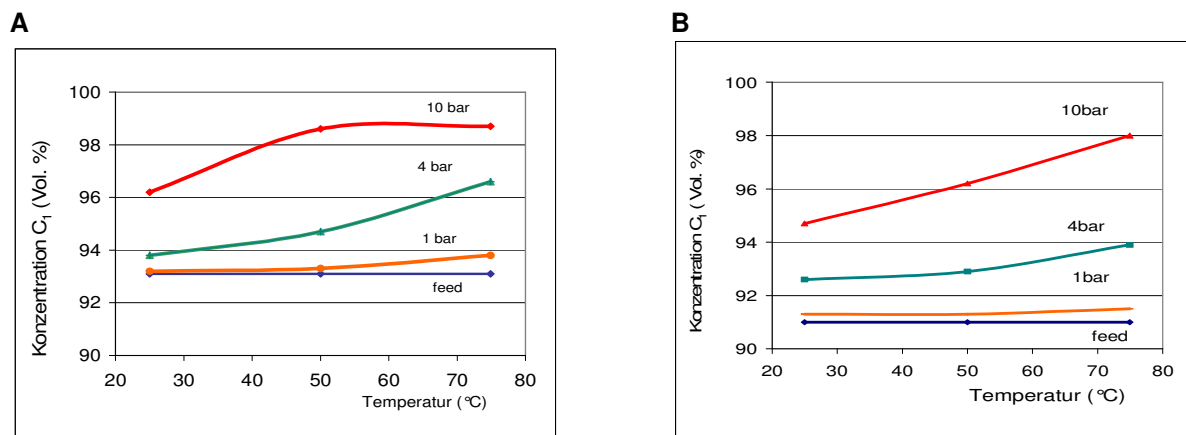 A
Konzentration C1 ( Vol. %)
100
98
96
94
92
90
10 bar
4 bar
1 bar
feed
20 30 40 50 60 70 80
Temperatur (°C)
B
Konzentration C1 ( Vol. %)
100
98
96
94
92
90
10bar
4bar
1bar
feed
20 30 40 50 60 70 80
Temperatur (°C)